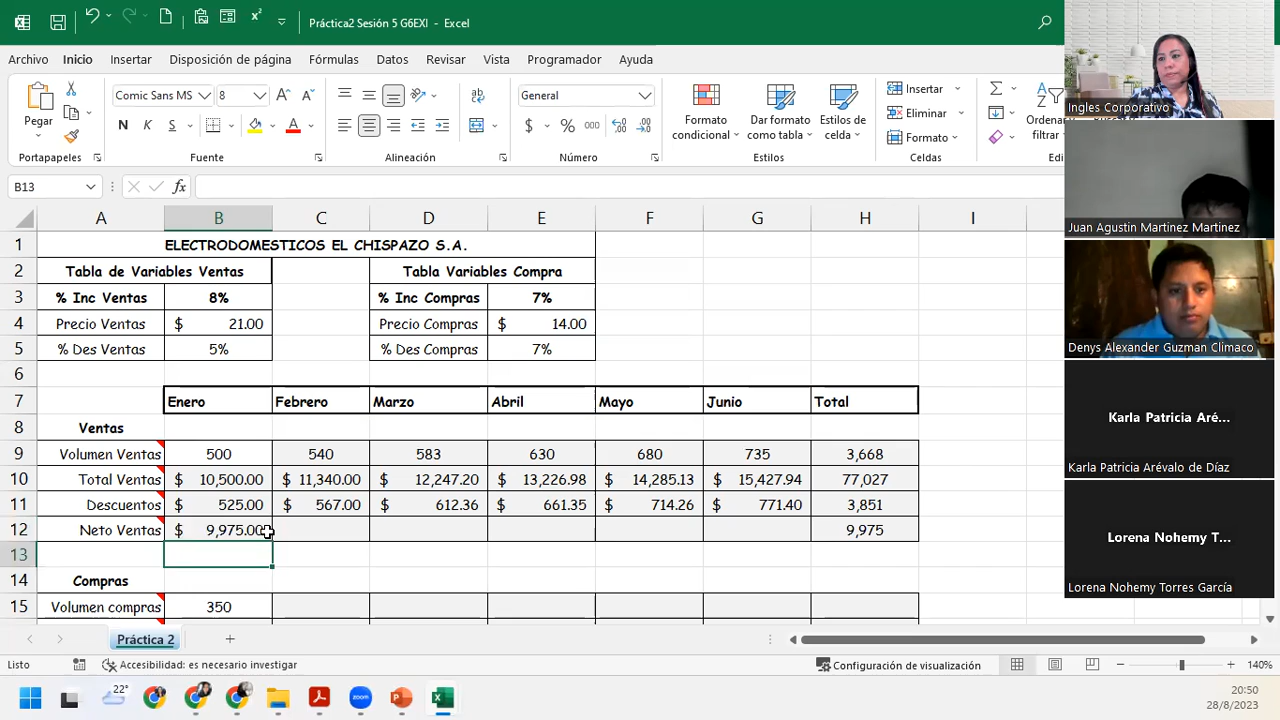 Práctica2 Sesión 5 G6EXI - Excel
Archivo Inicio Insertar Disposición de página Fórmulas Datos Ayuda
Pegar
Comic Sans MS 8
N K S
Formato condicional
Dar formato como tabla
Estilos de celda
Insertar
Eliminar
Formato
Portapapeles Fuente Alineación Número Estilos Celdas
B13 fx
A B C D E F G H I
1 ELECTRODOMESTICOS EL CHISPAZO S.A.
2 Tabla de Variables Ventas Tabla Variables Compra
3 % Inc Ventas 8% % Inc Compras 7%
4 Precio Ventas $ 21.00 Precio Compras $ 14.00
5 % Des Ventas 5% % Des Compras 7%
6
7 Enero Febrero Marzo Abril Mayo Junio Total
8 Ventas
9 Volumen Ventas 500 540 583 630 680 735 3,668
10 Total Ventas $ 10,500.00 $ 11,340.00 $ 12,247.20 $ 13,226.98 $ 14,285.13 $ 15,427.94 77,027
11 Descuentos $ 525.00 $ 567.00 $ 612.36 $ 661.35 $ 714.26 $ 771.40 3,851
12 Neto Ventas $ 9,975.00 9,975
13
14 Compras
15 Volumen compras 350
Práctica 2
Listo Accesibilidad: es necesario investigar Configuración de visualización 140%
22° zoom
20:50
28/8/2023
Ingles Corporativo
Juan Agustin Martínez Martinez
Denys Alexander Guzman Clímaco
Karla Patricia Aré...
Karla Patricia Arévalo de Díaz
Lorena Nohemy T...
Lorena Nohemy Torres García